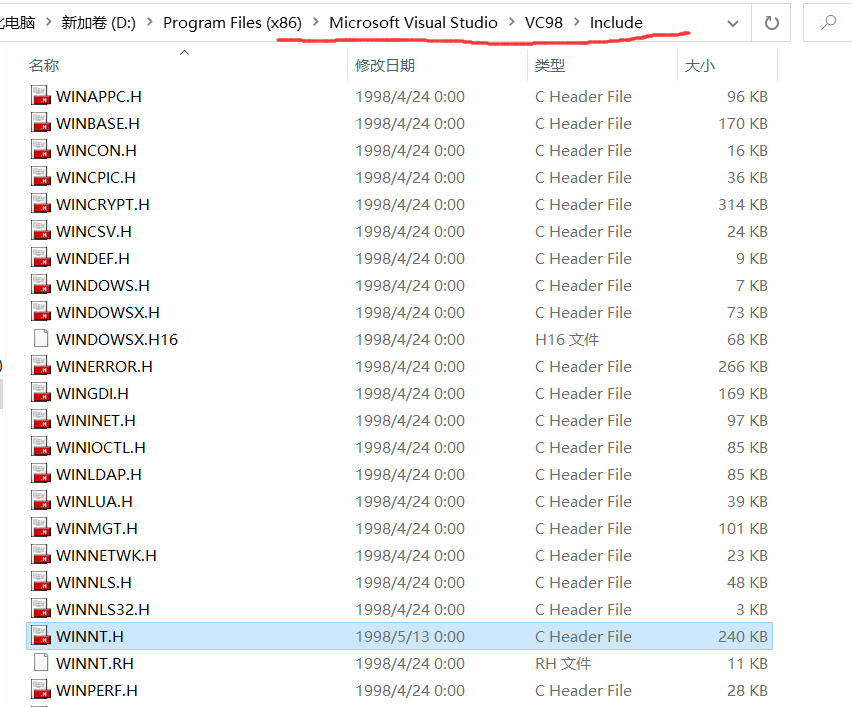 电脑 > 新加卷 (D:) > Program Files (x86) > Microsoft Visual Studio > VC98 > Include
名称 修改日期 类型 大小
WINAPPC.H 1998/4/24 0:00 C Header File 96 KB
WINBASE.H 1998/4/24 0:00 C Header File 170 KB
WINCON.H 1998/4/24 0:00 C Header File 16 KB
WINCPIC.H 1998/4/24 0:00 C Header File 36 KB
WINCRYPT.H 1998/4/24 0:00 C Header File 314 KB
WINCSV.H 1998/4/24 0:00 C Header File 24 KB
WINDEF.H 1998/4/24 0:00 C Header File 9 KB
WINDOWS.H 1998/4/24 0:00 C Header File 7 KB
WINDOWSX.H 1998/4/24 0:00 C Header File 73 KB
WINDOWSX.H16 1998/4/24 0:00 H16 文件 68 KB
WINERROR.H 1998/4/24 0:00 C Header File 266 KB
WINGDI.H 1998/4/24 0:00 C Header File 169 KB
WININET.H 1998/4/24 0:00 C Header File 97 KB
WINIOCTL.H 1998/4/24 0:00 C Header File 85 KB
WINLDAP.H 1998/4/24 0:00 C Header File 85 KB
WINLUA.H 1998/4/24 0:00 C Header File 39 KB
WINMGT.H 1998/4/24 0:00 C Header File 101 KB
WINNETWK.H 1998/4/24 0:00 C Header File 23 KB
WINNLS.H 1998/4/24 0:00 C Header File 48 KB
WINNLS32.H 1998/4/24 0:00 C Header File 3 KB
WINNT.H 1998/5/13 0:00 C Header File 240 KB
WINNT.RH 1998/4/24 0:00 RH 文件 11 KB
WINPERF.H 1998/4/24 0:00 C Header File 28 KB